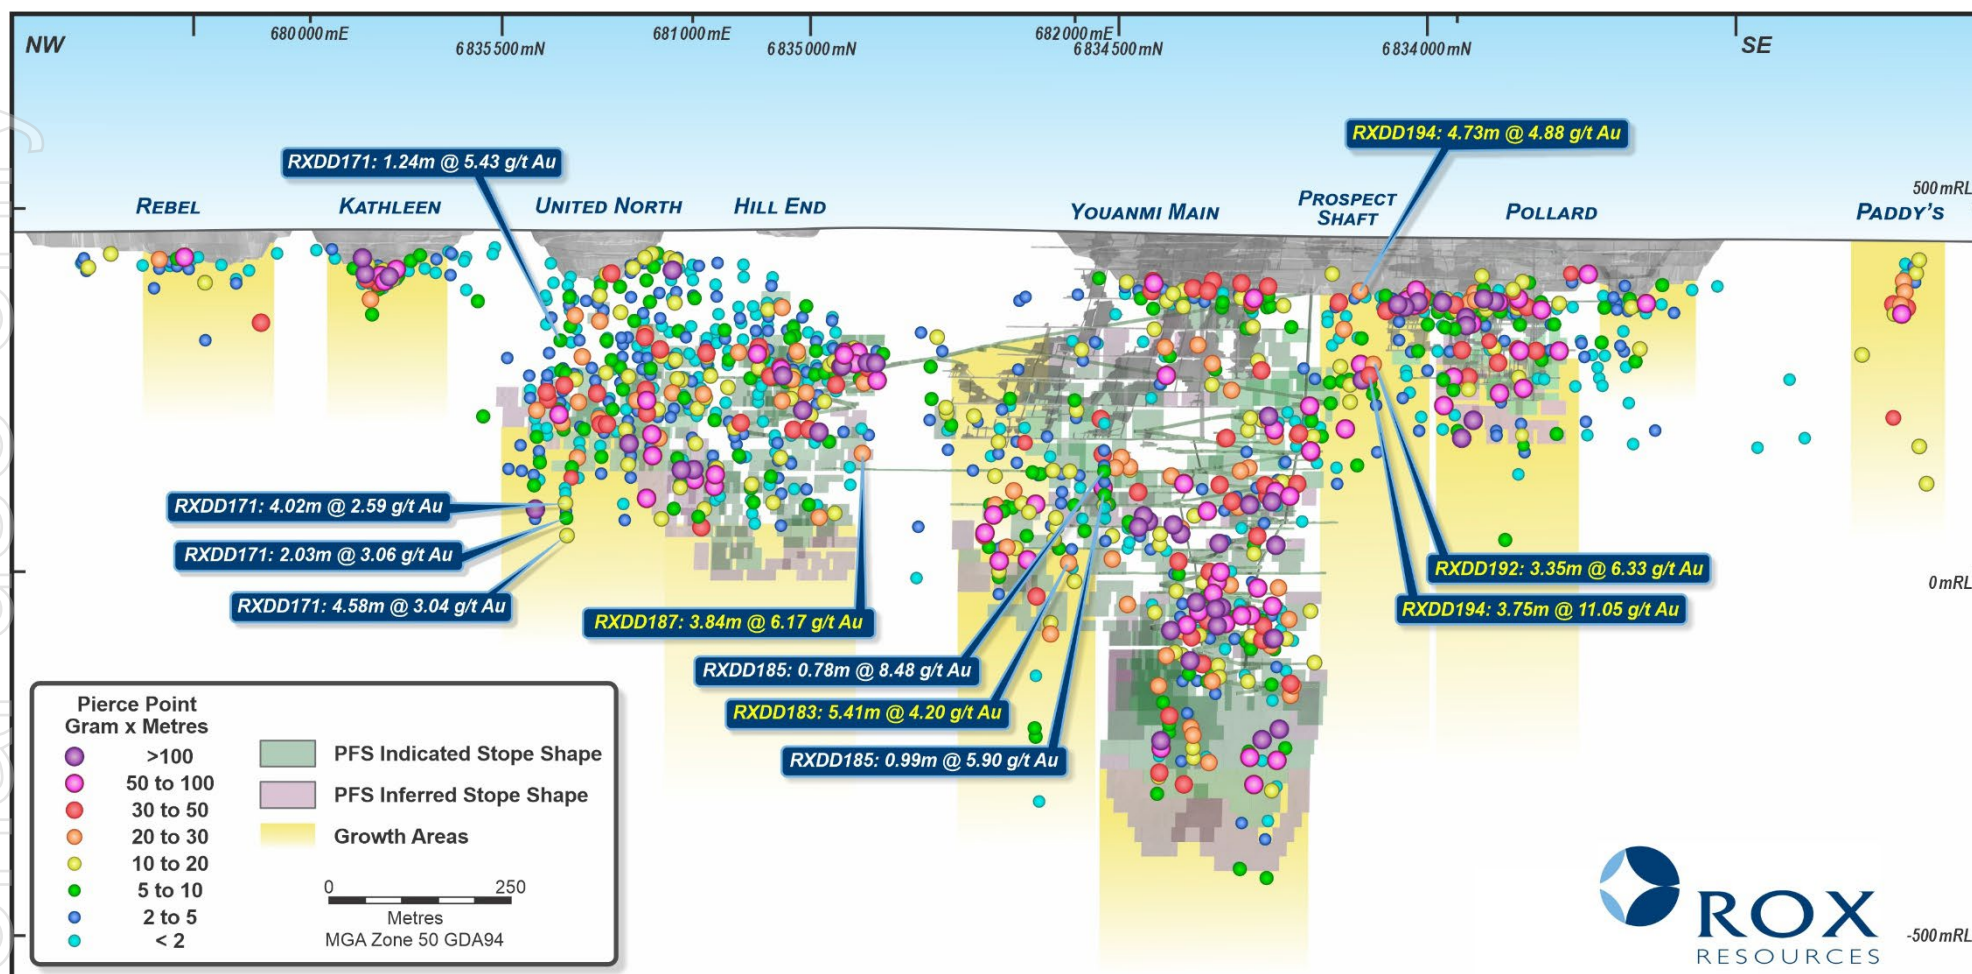 NW
680 000 mE
6 835 500 mN
681 000 mE
6 835 000 mN
682 000 mE
6 834 500 mN
6 834 000 mN
SE
RXDD171: 1.24m @ 5.43 g/t Au
RXDD194: 4.73m @ 4.88 g/t Au
500 mRL
REBEL
KATHLEEN
UNITED NORTH
HILL END
YOUANMI MAIN
PROSPECT
SHAFT
POLLARD
PADDY'S
RXDD171: 4.02m @ 2.59 g/t Au
RXDD171: 2.03m @ 3.06 g/t Au
RXDD171: 4.58m @ 3.04 g/t Au
RXDD187: 3.84m @ 6.17 g/t Au
RXDD185: 0.78m @ 8.48 g/t Au
RXDD183: 5.41m @ 4.20 g/t Au
RXDD185: 0.99m @ 5.90 g/t Au
RXDD192: 3.35m @ 6.33 g/t Au
RXDD194: 3.75m @ 11.05 g/t Au
0 mRL
Pierce Point
Gram x Metres
>100
50 to 100
30 to 50
20 to 30
10 to 20
5 to 10
2 to 5
< 2
PFS Indicated Stope Shape
PFS Inferred Stope Shape
Growth Areas
0 250
Metres
MGA Zone 50 GDA94
ROX
RESOURCES
-500 mRL